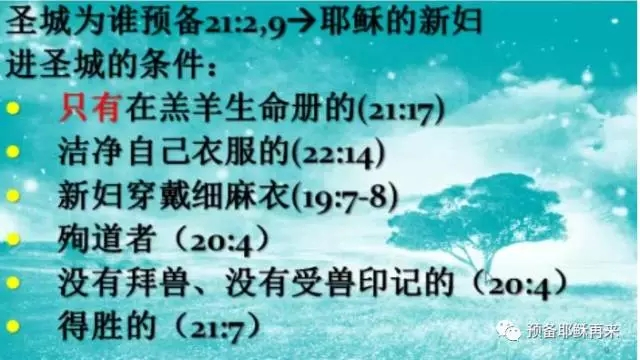 圣城为谁预备21:2,9→耶稣的新妇
进圣城的条件：
• 只有在羔羊生命册的(21:17)
• 洁净自己衣服的(22:14)
• 新妇穿戴细麻衣(19:7-8)
• 殉道者（20:4）
• 没有拜兽、没有受兽印记的（20:4）
• 得胜的（21:7）
预备耶稣再来